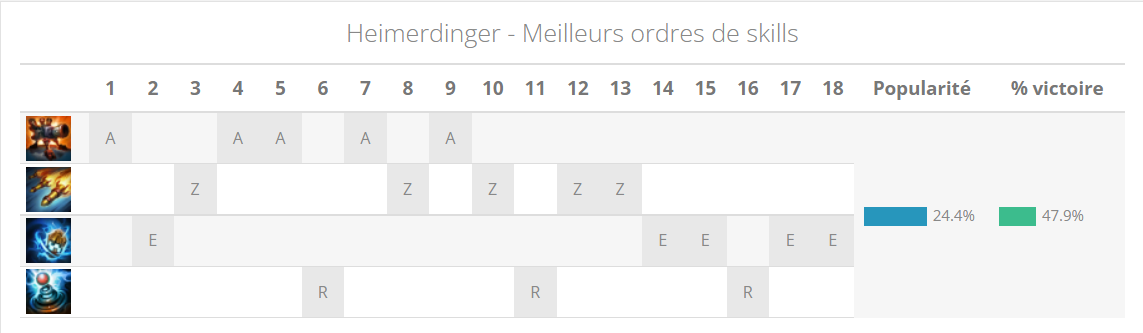 Heimerdinger - Meilleurs ordres de skills
1 2 3 4 5 6 7 8 9 10 11 12 13 14 15 16 17 18 Popularité % victoire
A A A A A
Z Z Z Z Z
24.4% 47.9%
E E E E E
R R R